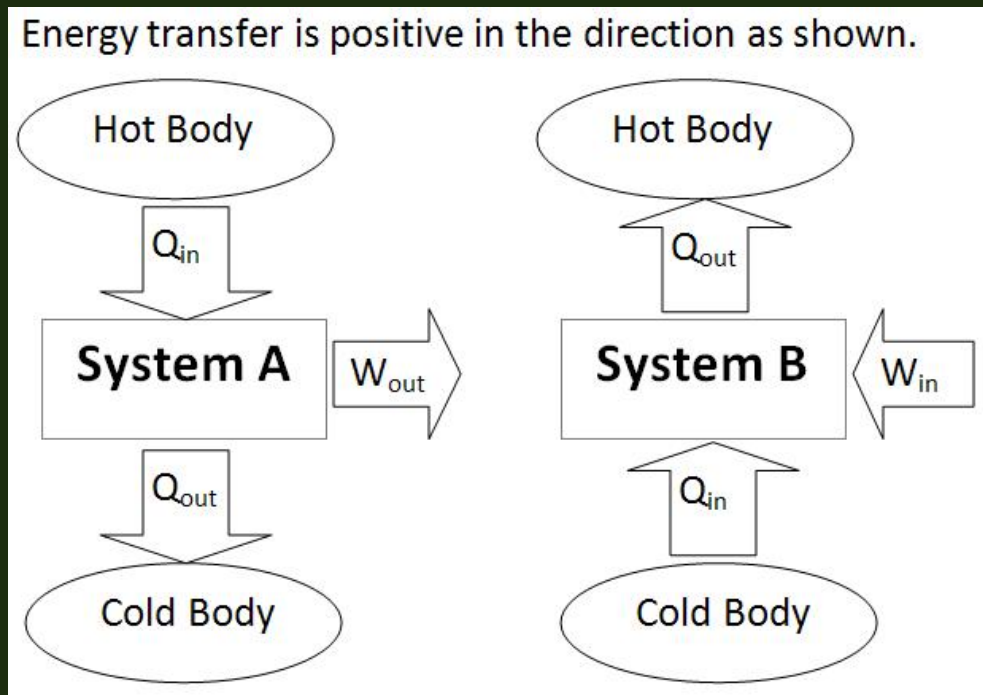 Energy transfer is positive in the direction as shown.
Hot Body
Qin
System A
Wout
Qout
Cold Body
Hot Body
Qout
System B
Win
Qin
Cold Body